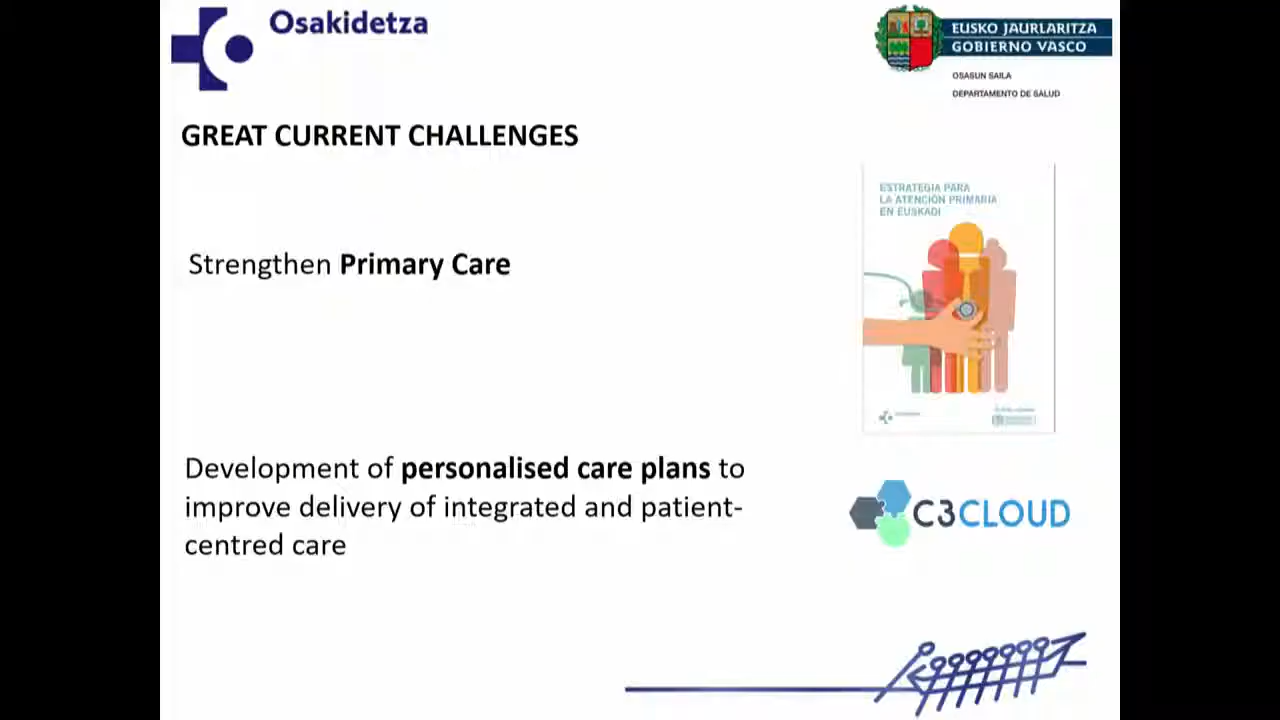 Osakidetza
EUSKO JAURLARITZA
GOBIERNO VASCO
OSASUN SAILA
DEPARTAMENTO DE SALUD
GREAT CURRENT CHALLENGES
ESTRATEGIA PARA
LA ATENCIÓN PRIMARIA
EN EUSKADI
Strengthen Primary Care
Development of personalised care plans to
improve delivery of integrated and patient-
centred care
C3CLOUD